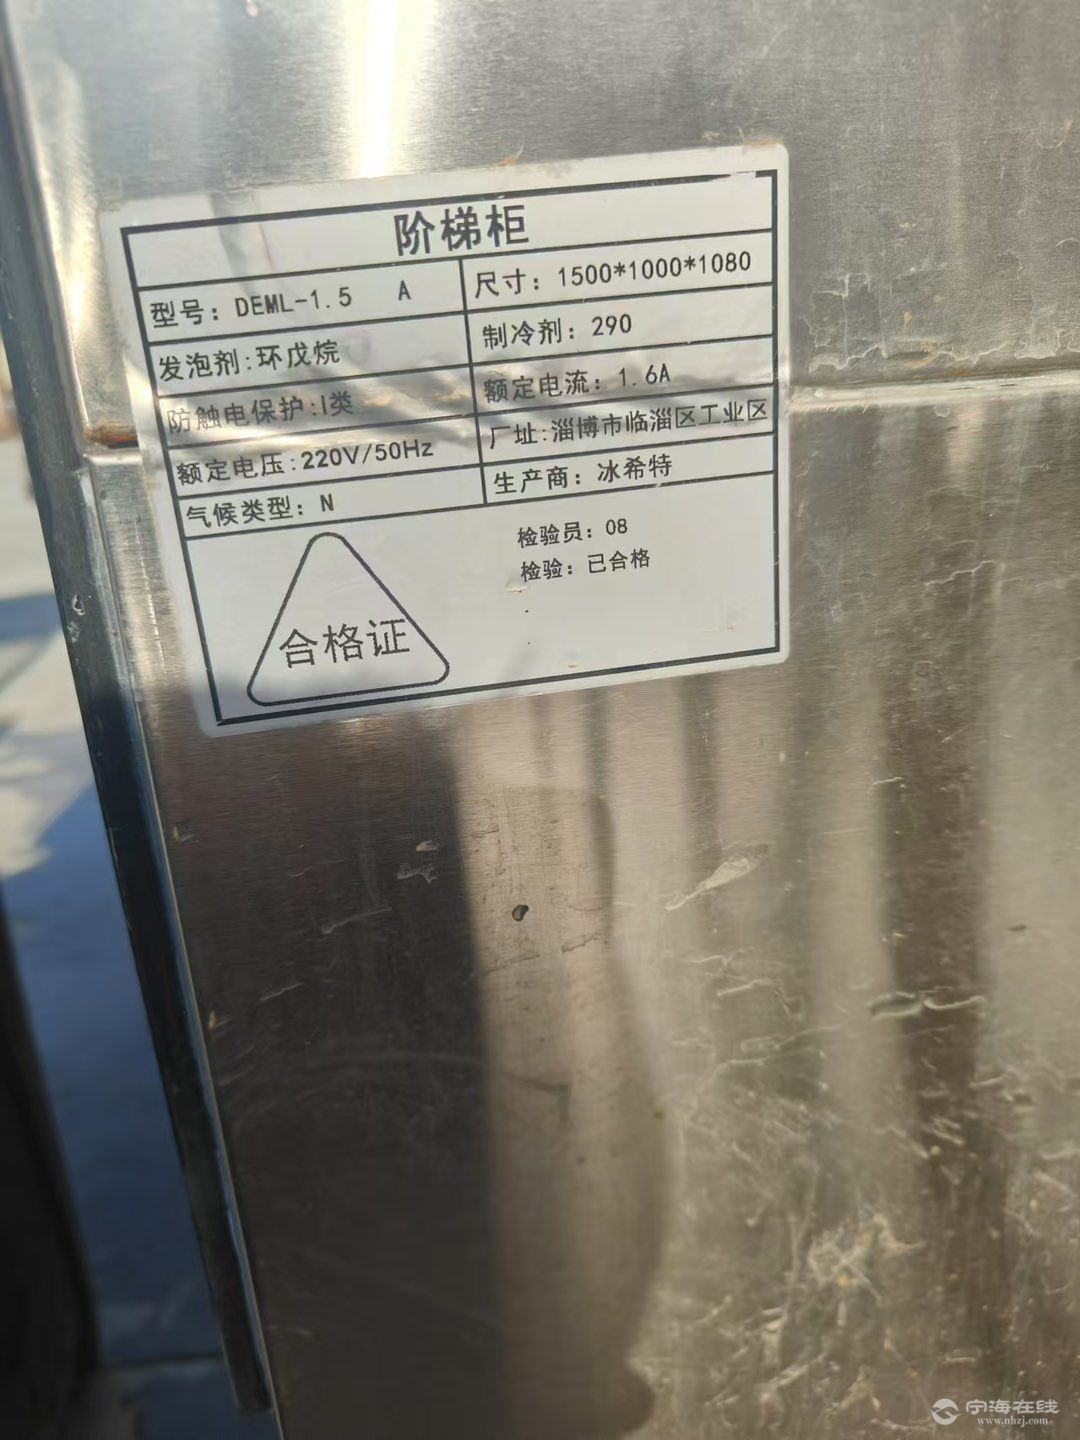 阶梯柜
型号：DEML-1.5 A
尺寸：1500*1000*1080
发泡剂:环戊烷
制冷剂：290
防触电保护:I类
额定电流：1.6A
额定电压:220V/50Hz
厂址:淄博市临淄区工业区
气候类型：N
生产商：冰希特
检验员：08
检验：已合格
合格证
宁海在线
www.nhzj.com